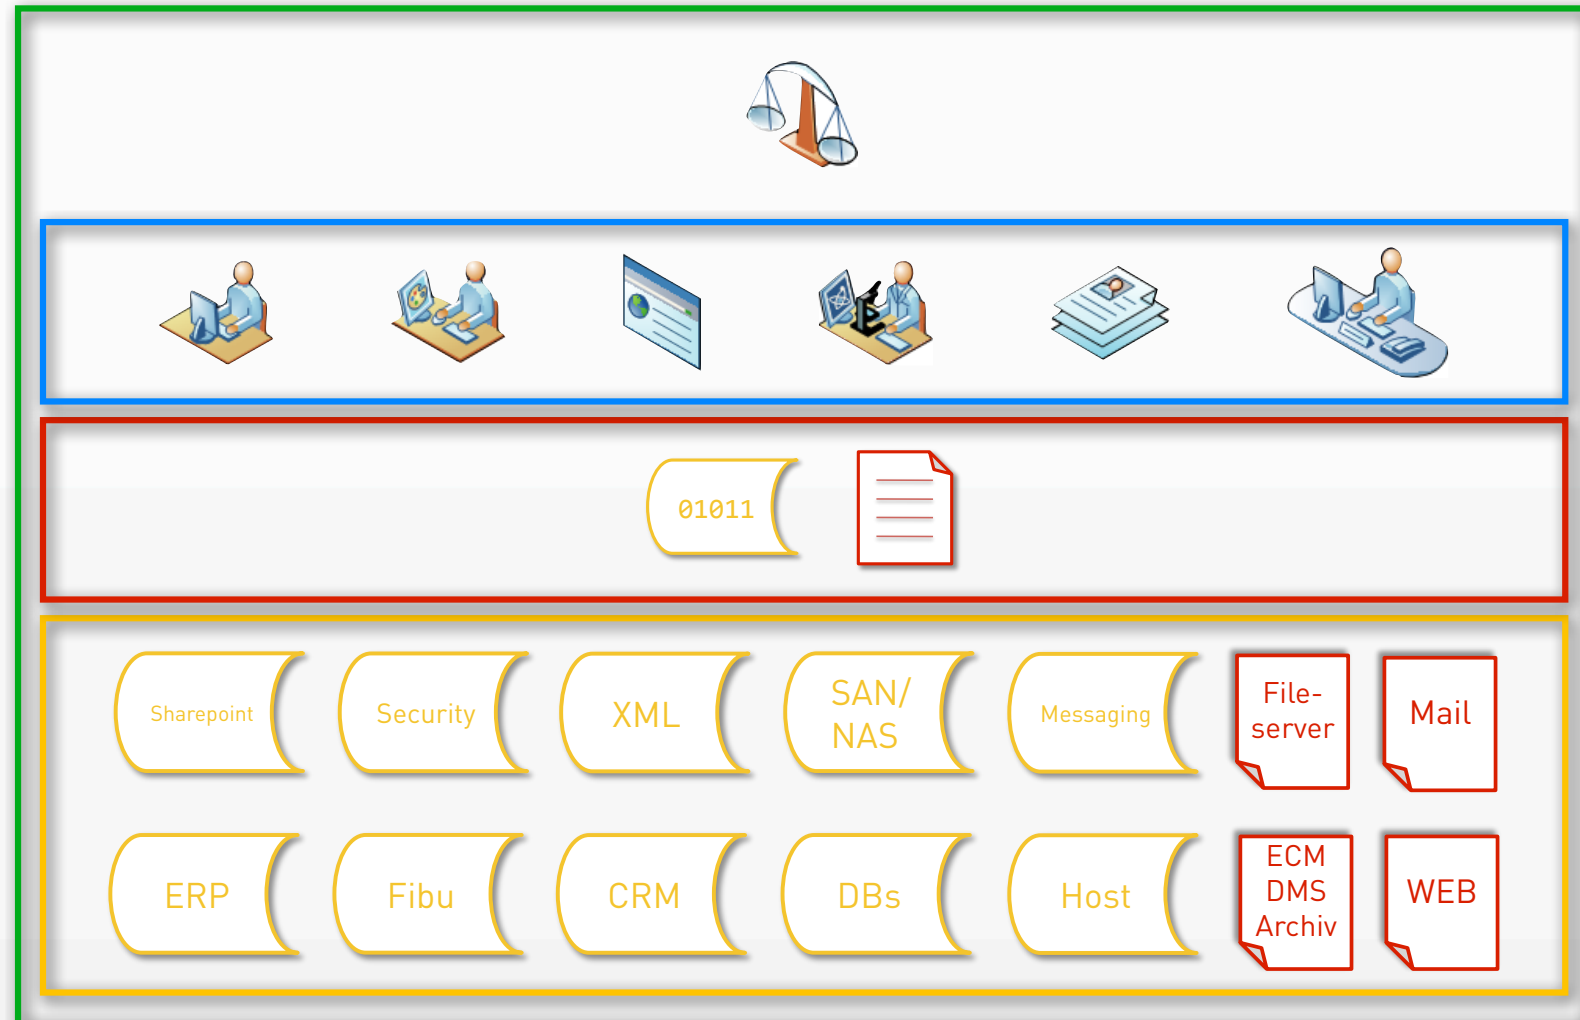 01011
Sharepoint
Security
XML
SAN/
NAS
Messaging
File-
server
Mail
ERP
Fibu
CRM
DBs
Host
ECM
DMS
Archiv
WEB